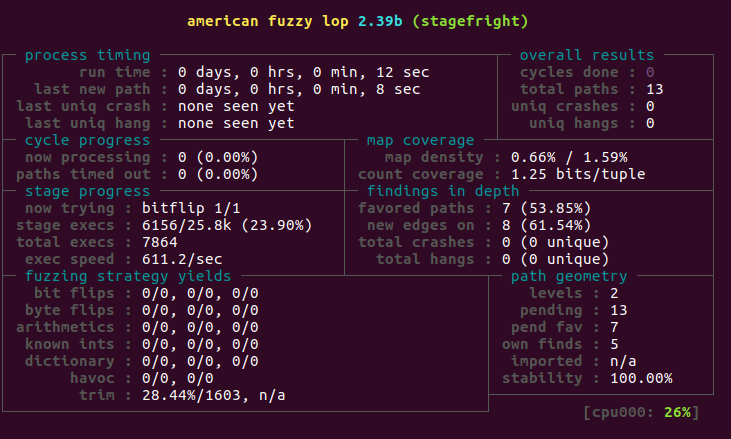 american fuzzy lop 2.39b (stagefright)
process timing overall results
run time : 0 days, 0 hrs, 0 min, 12 sec cycles done : 0
last new path : 0 days, 0 hrs, 0 min, 8 sec total paths : 13
last uniq crash : none seen yet uniq crashes : 0
last uniq hang : none seen yet uniq hangs : 0
cycle progress map coverage
now processing : 0 (0.00%) map density : 0.66% / 1.59%
paths timed out : 0 (0.00%) count coverage : 1.25 bits/tuple
stage progress findings in depth
now trying : bitflip 1/1 favored paths : 7 (53.85%)
stage execs : 6156/25.8k (23.90%) new edges on : 8 (61.54%)
total execs : 7864 total crashes : 0 (0 unique)
exec speed : 611.2/sec total hangs : 0 (0 unique)
fuzzing strategy yields path geometry
bit flips : 0/0, 0/0, 0/0 levels : 2
byte flips : 0/0, 0/0, 0/0 pending : 13
arithmetics : 0/0, 0/0, 0/0 pend fav : 7
known ints : 0/0, 0/0, 0/0 own finds : 5
dictionary : 0/0, 0/0, 0/0 imported : n/a
havoc : 0/0, 0/0 stability : 100.00%
trim : 28.44%/1603, n/a
[cpu000: 26%]